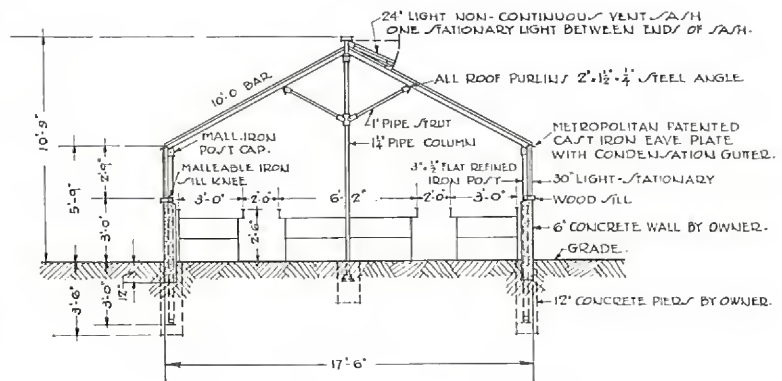 24" LIGHT NON-CONTINUOUS VENT SASH
ONE STATIONARY LIGHT BETWEEN ENDS OF SASH.
10'-0 BAR
ALL ROOF PURLINS 2"×1½"×¼" STEEL ANGLE
1" PIPE STRUT
1¼" PIPE COLUMN
MALL. IRON
POST CAP.
MALLEABLE IRON
SILL KNEE
3"×½" FLAT REFINED
IRON POST
METROPOLITAN PATENTED
CAST IRON EAVE PLATE
WITH CONDENSATION GUTTER.
30" LIGHT-STATIONARY
WOOD SILL
6" CONCRETE WALL BY OWNER.
GRADE.
12" CONCRETE PIERS BY OWNER.
10'-9"
5'-9"
2'-9"
3'-0"
3'-0"
2'-0"
6'-2"
2'-0"
3'-0"
2'-6"
12"
3'-6"
3'-0"
17'-6"